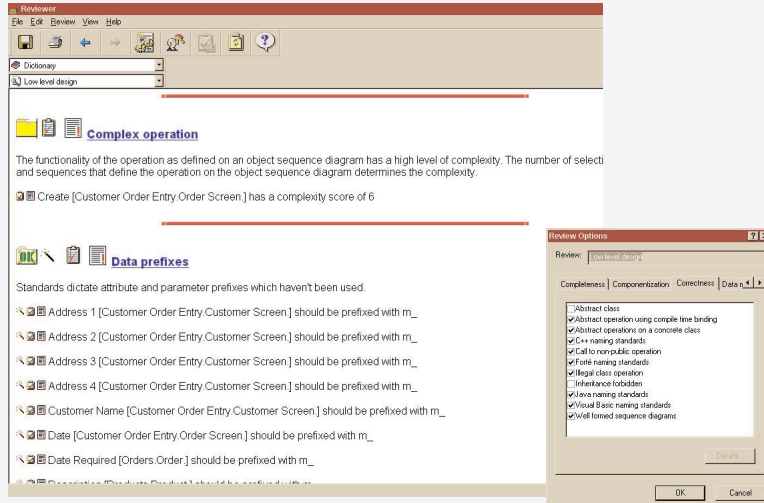 Reviewer
File Edit Review View Help
Dictionary
Low level design
Complex operation
The functionality of the operation as defined on an object sequence diagram has a high level of complexity. The number of selecti
and sequences that define the operation on the object sequence diagram determines the complexity.
Create [Customer Order Entry.Order Screen.] has a complexity score of 6
OK
Data prefixes
Standards dictate attribute and parameter prefixes which haven't been used.
Address 1 [Customer Order Entry.Customer Screen.] should be prefixed with m_
Address 2 [Customer Order Entry.Customer Screen.] should be prefixed with m_
Address 3 [Customer Order Entry.Customer Screen.] should be prefixed with m_
Address 4 [Customer Order Entry.Customer Screen.] should be prefixed with m_
Customer Name [Customer Order Entry.Customer Screen.] should be prefixed with m_
Date [Customer Order Entry.Order Screen.] should be prefixed with m_
Date Required [Orders.Order.] should be prefixed with m_
Description [Products.Product.] should be prefixed with m_
Review Options
Review: Low level design
Completeness Componentization Correctness Data n
Abstract class
Abstract operation using compile time binding
Abstract operations on a concrete class
C++ naming standards
Call to non-public operation
Forté naming standards
Illegal class operation
Inheritance forbidden
Java naming standards
Visual Basic naming standards
Well formed sequence diagrams
Details...
OK Cancel